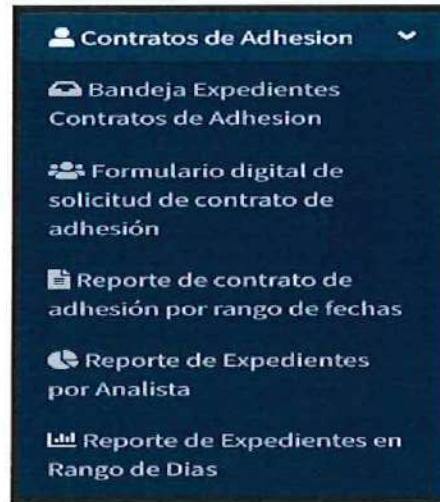 Contratos de Adhesion
Bandeja Expedientes
Contratos de Adhesion
Formulario digital de
solicitud de contrato de
adhesión
Reporte de contrato de
adhesión por rango de fechas
Reporte de Expedientes
por Analista
Reporte de Expedientes en
Rango de Dias